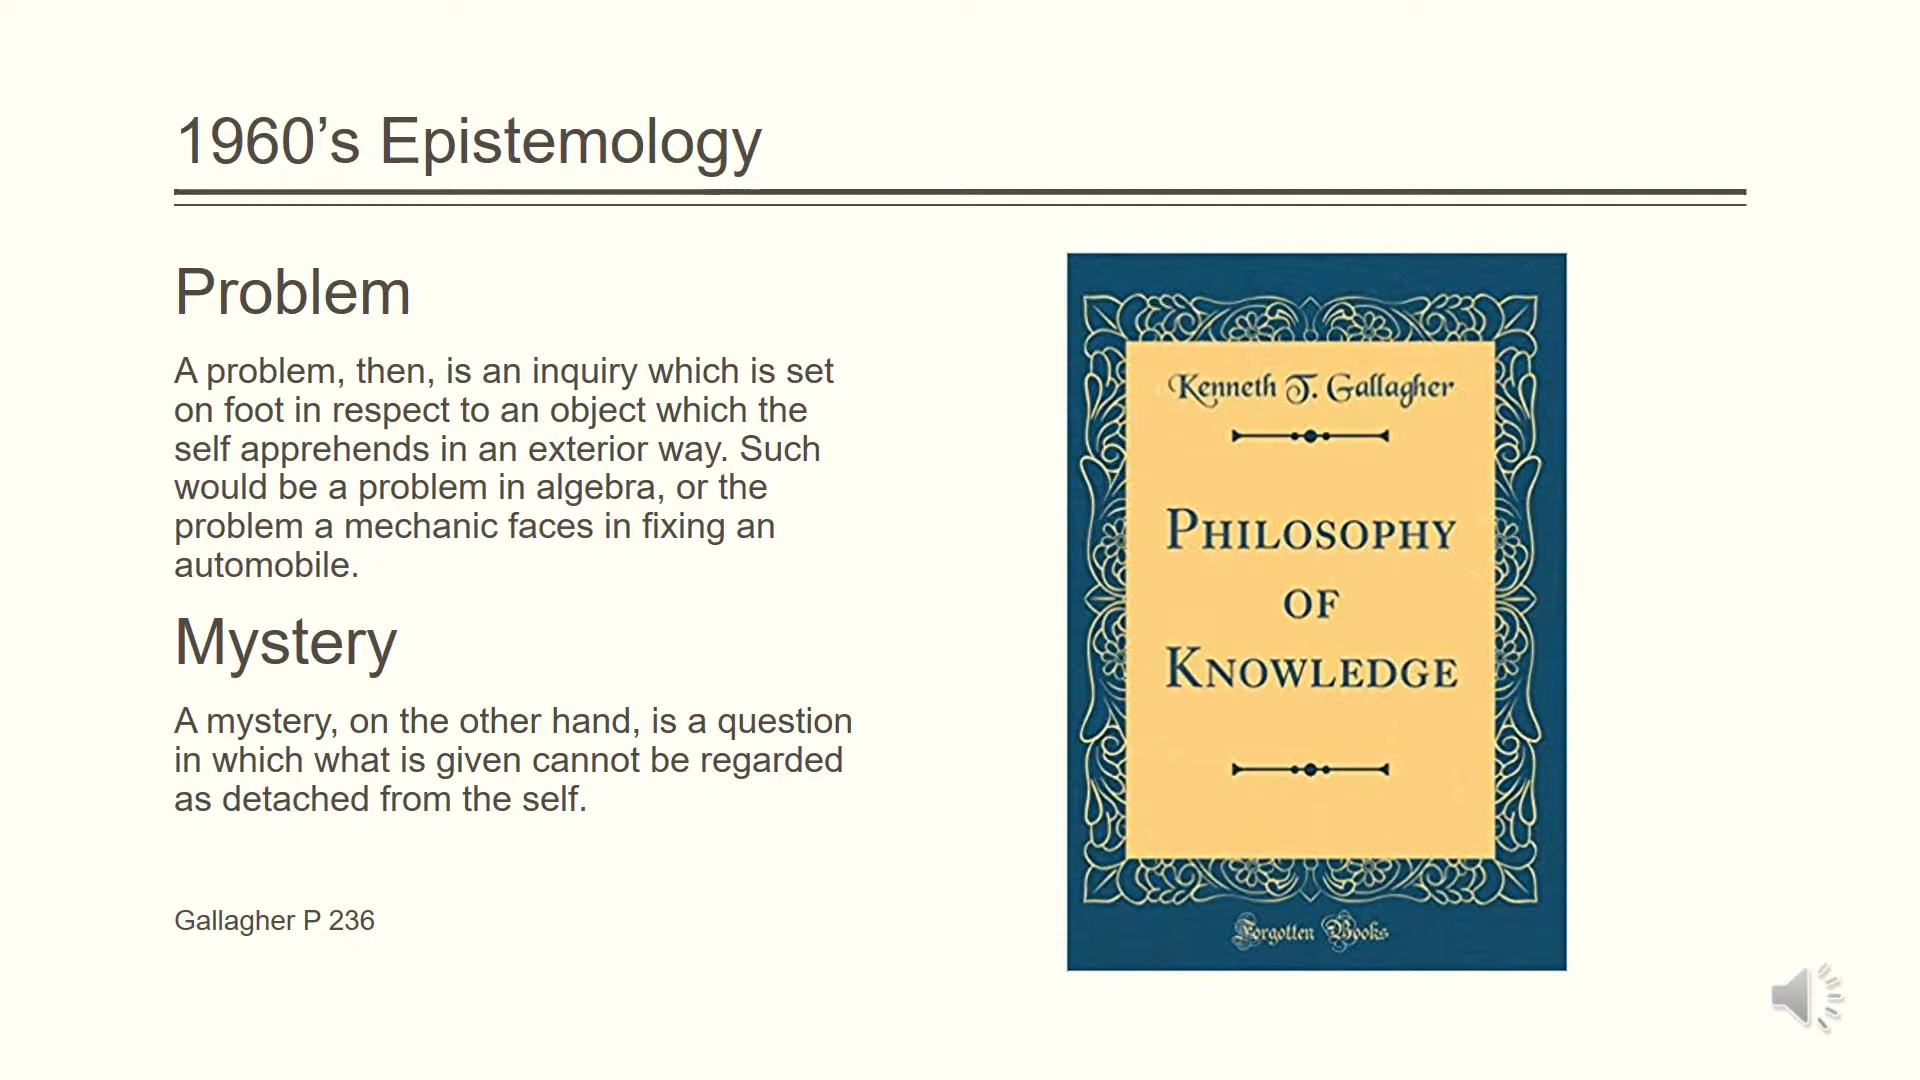 1960’s Epistemology
Problem
A problem, then, is an inquiry which is set
on foot in respect to an object which the
self apprehends in an exterior way. Such
would be a problem in algebra, or the
problem a mechanic faces in fixing an
automobile.
Mystery
A mystery, on the other hand, is a question
in which what is given cannot be regarded
as detached from the self.
Gallagher P 236
Kenneth T. Gallagher
PHILOSOPHY
OF
KNOWLEDGE
Forgotten Books